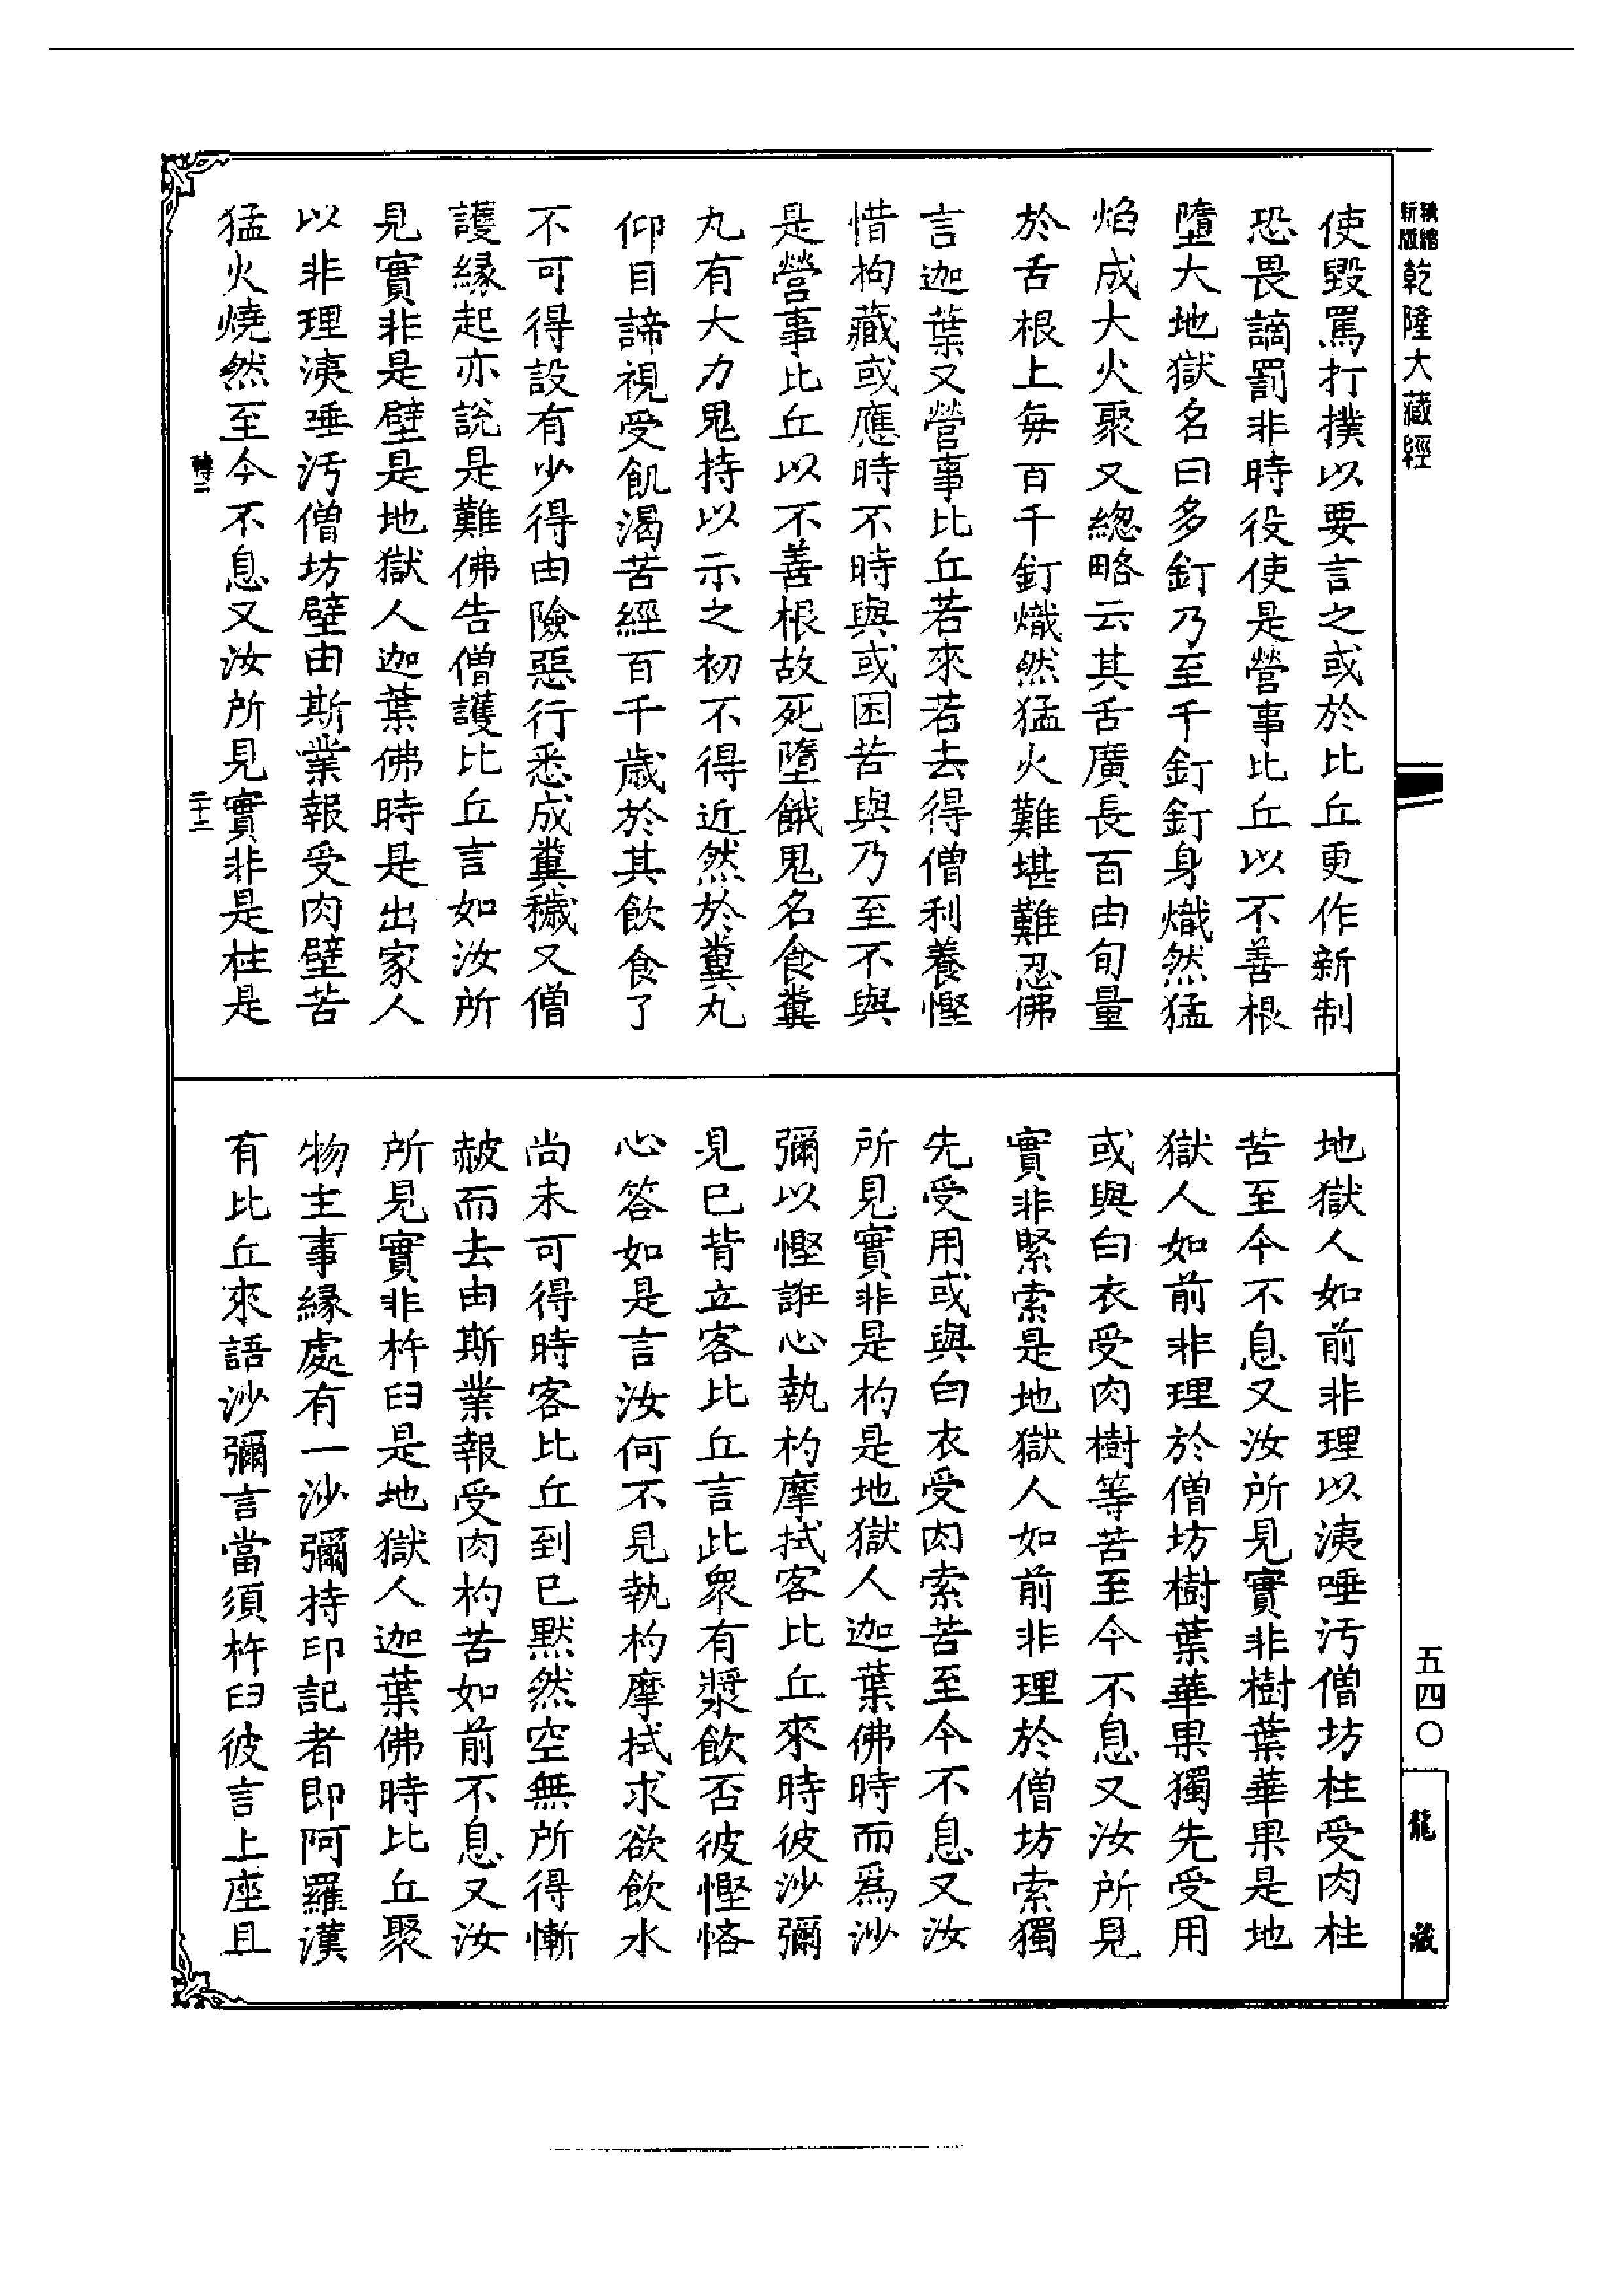 精縮新版乾隆大藏經
使毀罵打撲以要言之或於比丘更作新制
恐畏謫罰非時役使是營事比丘以不善根
墮大地獄名曰多釘乃至千釘釘身熾然猛
焰成大火聚又總略云其舌廣長百由旬量
於舌根上每百千釘熾然猛火難堪難忍佛
言迦葉又營事比丘若來若去得僧利養慳
惜拘藏或應時不時與或困苦與乃至不與
是營事比丘以不善根故死墮餓鬼名食糞
丸有大力鬼持以示之初不得近然於糞丸
仰目諦視受飢渴苦經百千歲於其飲食了
不可得設有少得由險惡行悉成糞穢又僧
護緣起亦說是難佛告僧護比丘言如汝所
見實非是壁是地獄人迦葉佛時是出家人
以非理洟唾汚僧坊壁由斯業報受肉壁苦
猛火燒然至今不息又汝所見實非是柱是
轉二
二十三
地獄人如前非理以洟唾汚僧坊柱受肉柱
苦至今不息又汝所見實非樹葉華果是地
獄人如前非理於僧坊樹葉華果獨先受用
或與白衣受肉樹等苦至今不息又汝所見
實非緊索是地獄人如前非理於僧坊索獨
先受用或與白衣受肉索苦至今不息又汝
所見實非是杓是地獄人迦葉佛時而爲沙
彌以慳誑心執杓摩拭客比丘來時彼沙彌
見已背立客比丘言此衆有漿飲否彼慳悋
心答如是言汝何不見執杓摩拭求欲飲水
尚未可得時客比丘到已默然空無所得慚
赧而去由斯業報受肉杓苦如前不息又汝
所見實非杵臼是地獄人迦葉佛時比丘聚
物主事緣處有一沙彌持印記者即阿羅漢
有比丘來語沙彌言當須杵臼彼言上座且
五四〇
龍藏